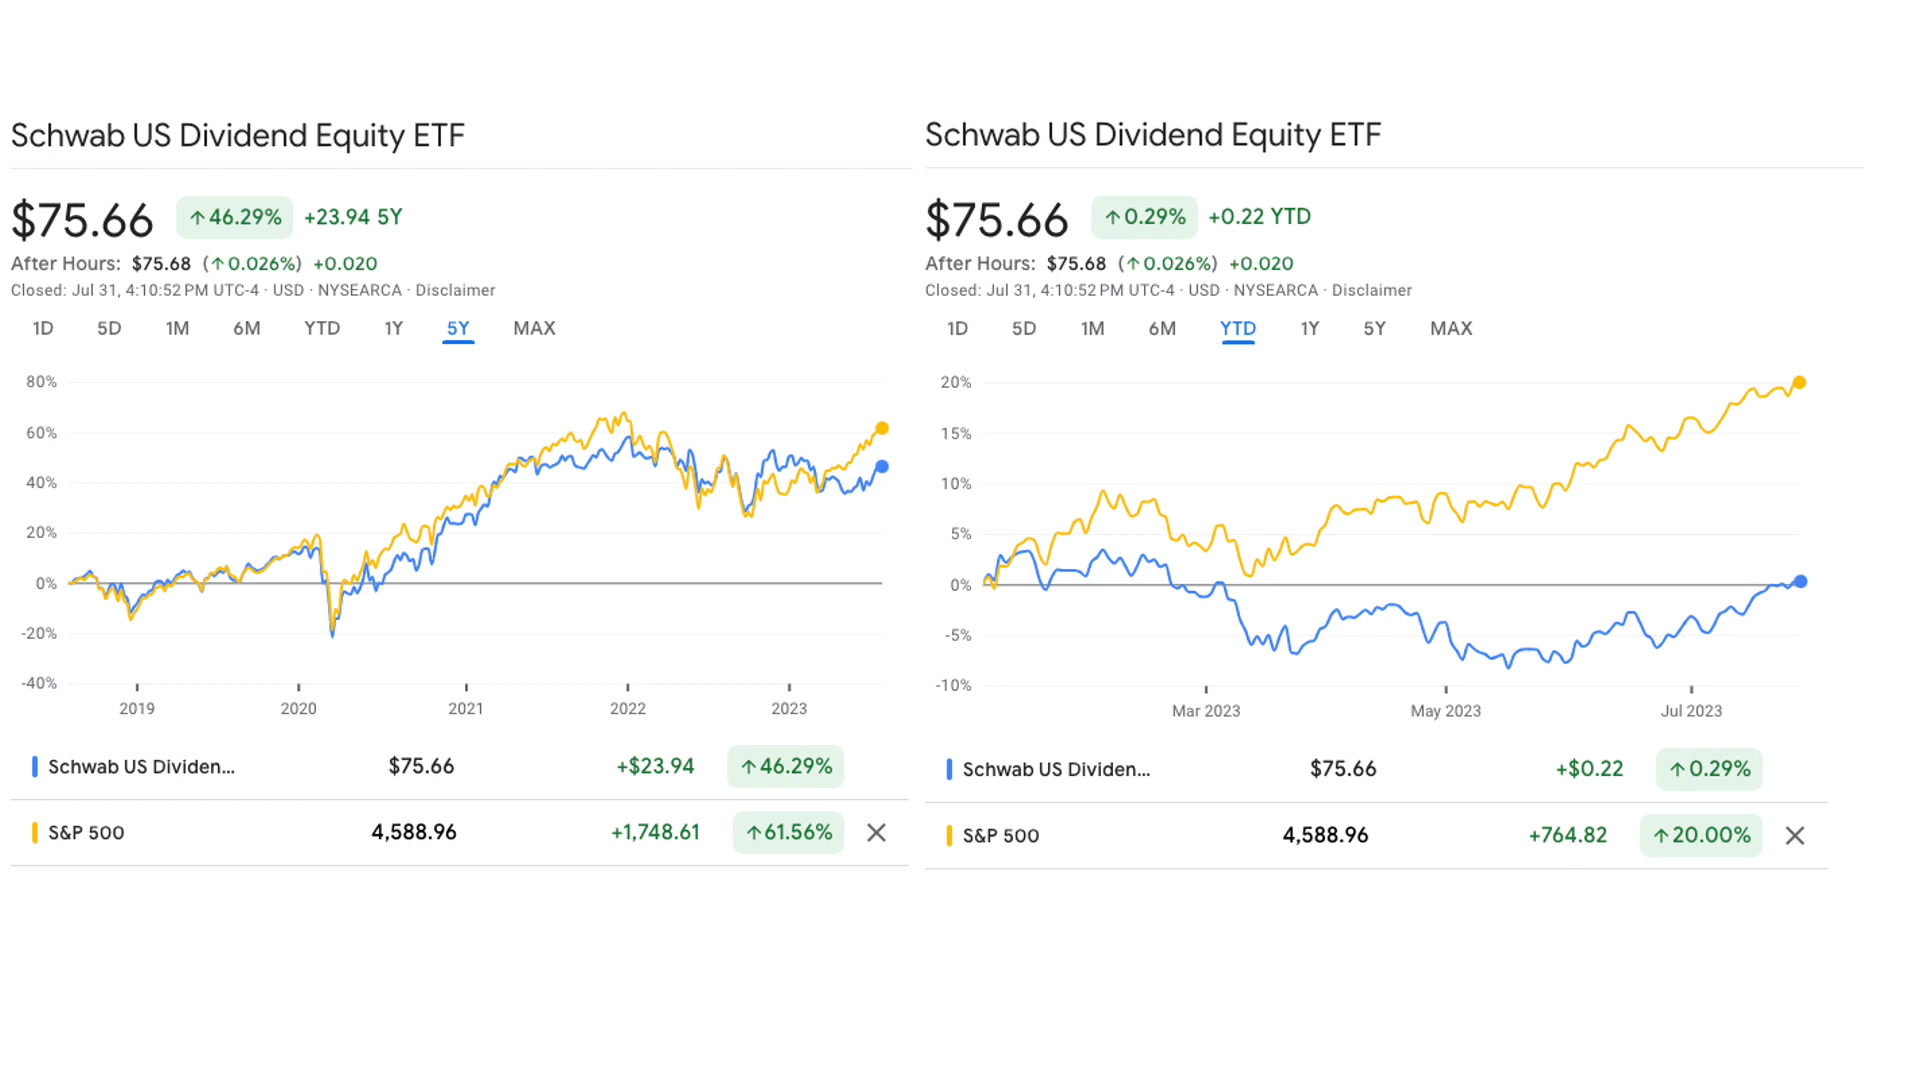 Schwab US Dividend Equity ETF
$75.66 ↑46.29% +23.94 5Y
After Hours: $75.68 (↑0.026%) +0.020
Closed: Jul 31, 4:10:52 PM UTC-4 · USD · NYSEARCA · Disclaimer
1D 5D 1M 6M YTD 1Y 5Y MAX
80%
60%
40%
20%
0%
-20%
-40%
2019 2020 2021 2022 2023
Schwab US Dividen... $75.66 +$23.94 ↑46.29%
S&P 500 4,588.96 +1,748.61 ↑61.56%
Schwab US Dividend Equity ETF
$75.66 ↑0.29% +0.22 YTD
After Hours: $75.68 (↑0.026%) +0.020
Closed: Jul 31, 4:10:52 PM UTC-4 · USD · NYSEARCA · Disclaimer
1D 5D 1M 6M YTD 1Y 5Y MAX
20%
15%
10%
5%
0%
-5%
-10%
Mar 2023 May 2023 Jul 2023
Schwab US Dividen... $75.66 +$0.22 ↑0.29%
S&P 500 4,588.96 +764.82 ↑20.00%